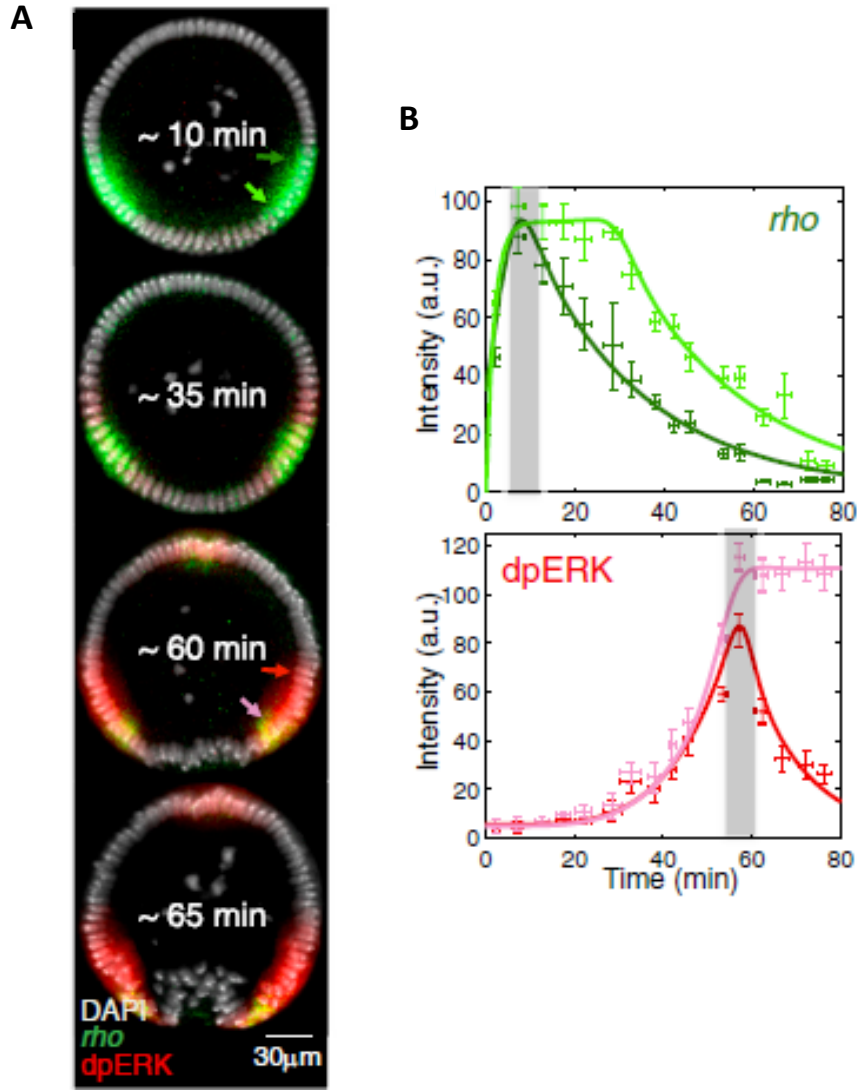 A
~ 10 min
~ 35 min
~ 60 min
~ 65 min
DAPI
rho
dpERK
30μm
B
rho
Intensity (a.u.)
100
80
60
40
20
0
0 20 40 60 80
dpERK
Intensity (a.u.)
120
100
80
60
40
20
0
0 20 40 60 80
Time (min)